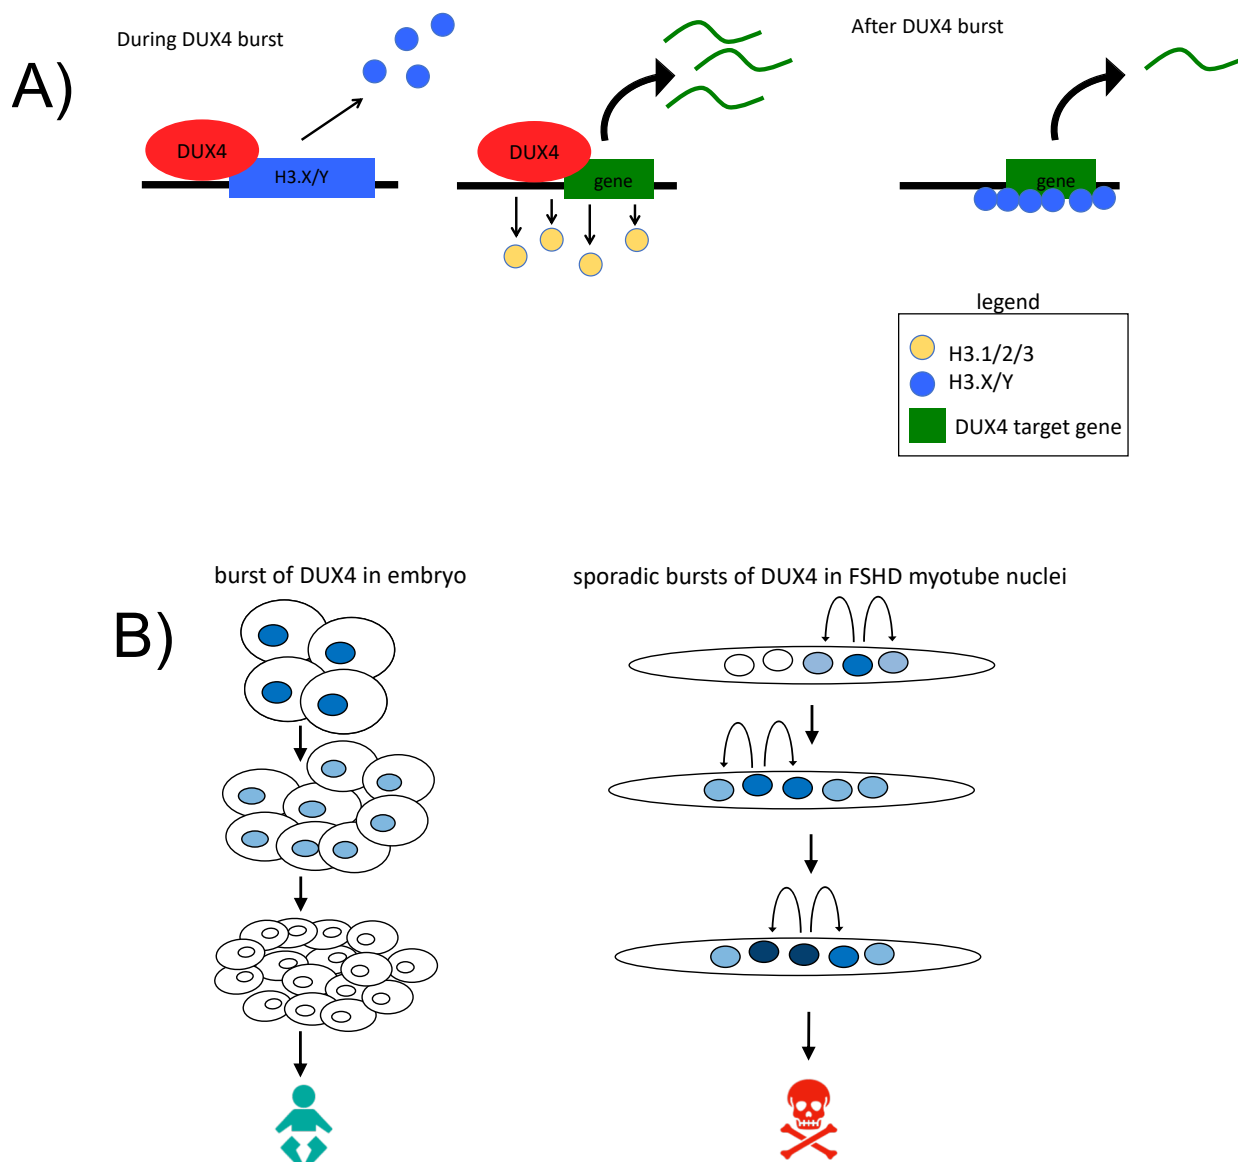 A)
During DUX4 burst
After DUX4 burst
DUX4
H3.X/Y
DUX4
gene
gene
legend
H3.1/2/3
H3.X/Y
DUX4 target gene
B)
burst of DUX4 in embryo
sporadic bursts of DUX4 in FSHD myotube nuclei